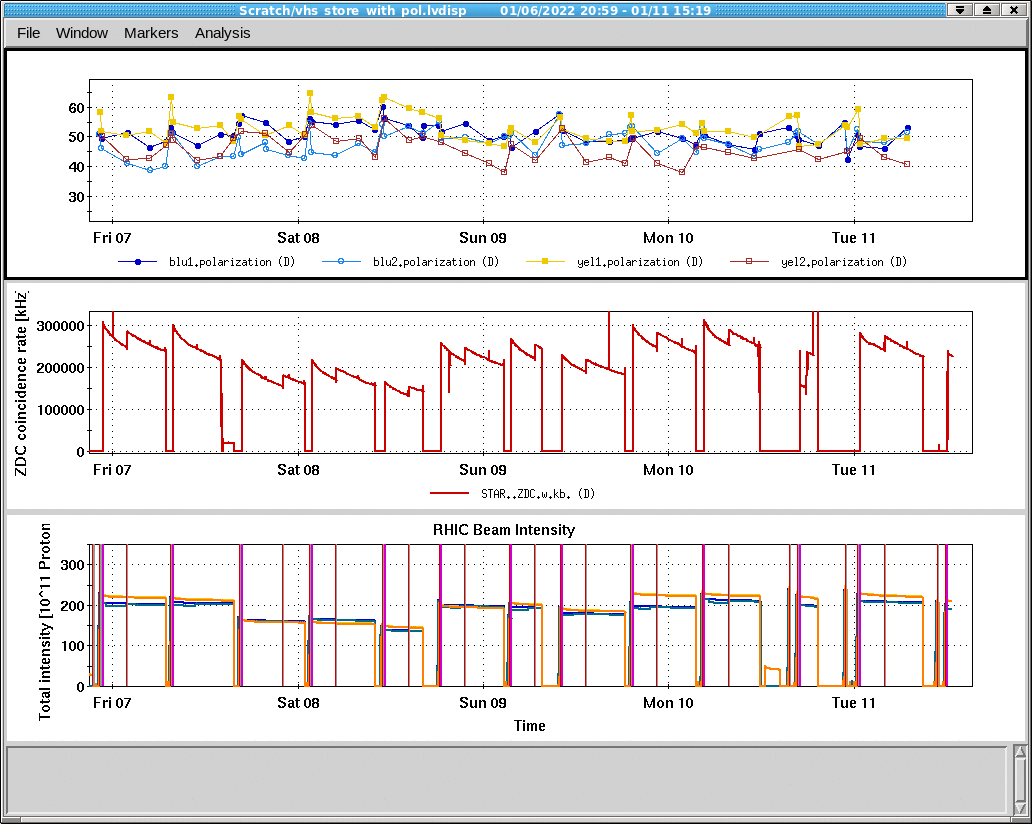 Scratch/vhs_store_with_pol.lvdisp 01/06/2022 20:59 - 01/11 15:19
File Window Markers Analysis
60
50
40
30
Fri 07 Sat 08 Sun 09 Mon 10 Tue 11
blu1.polarization (D) blu2.polarization (D) yel1.polarization (D) yel2.polarization (D)
ZDC coincidence rate [kHz]
300000
200000
100000
0
Fri 07 Sat 08 Sun 09 Mon 10 Tue 11
STAR..ZDC.w.kb. (D)
RHIC Beam Intensity
Total intensity [10^11 Proton
300
200
100
0
Fri 07 Sat 08 Sun 09 Mon 10 Tue 11
Time